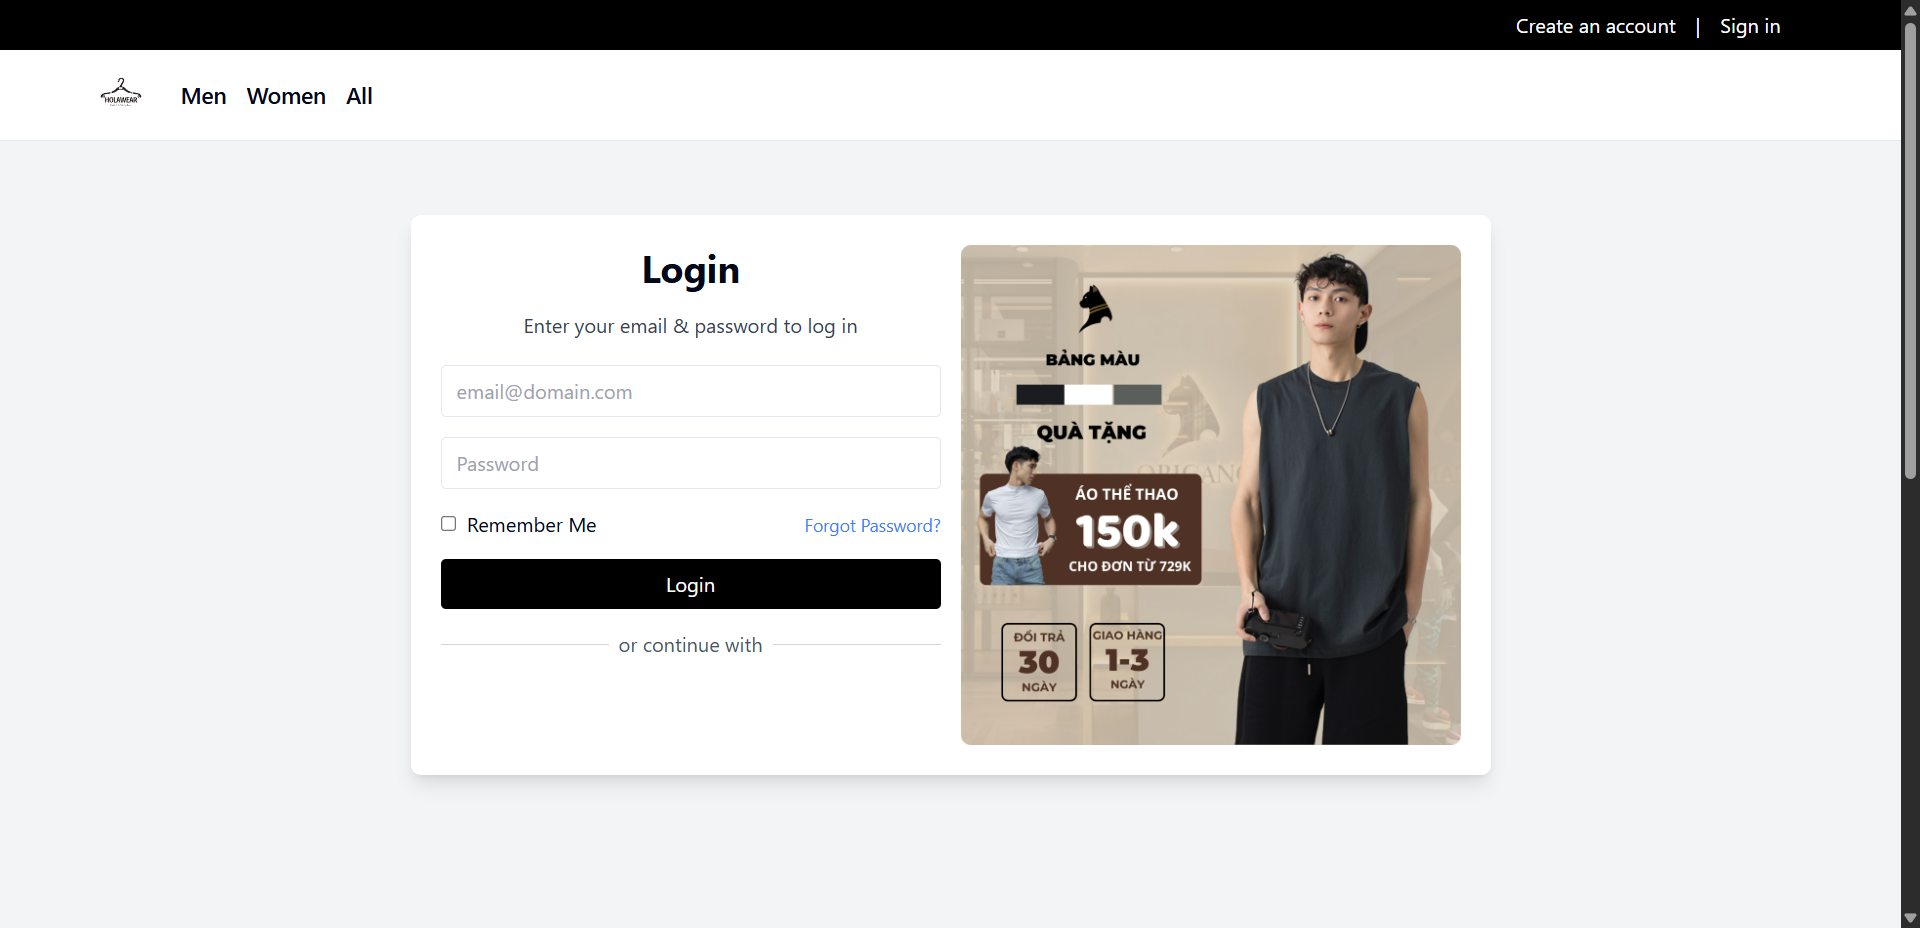 Create an account | Sign in
HOLAWEAR
Men Women All
Login
Enter your email & password to log in
email@domain.com
Password
Remember Me
Forgot Password?
Login
or continue with
BẢNG MÀU
QUÀ TẶNG
ÁO THỂ THAO
150k
CHO ĐƠN TỪ 729K
ĐỔI TRẢ
30
NGÀY
GIAO HÀNG
1-3
NGÀY